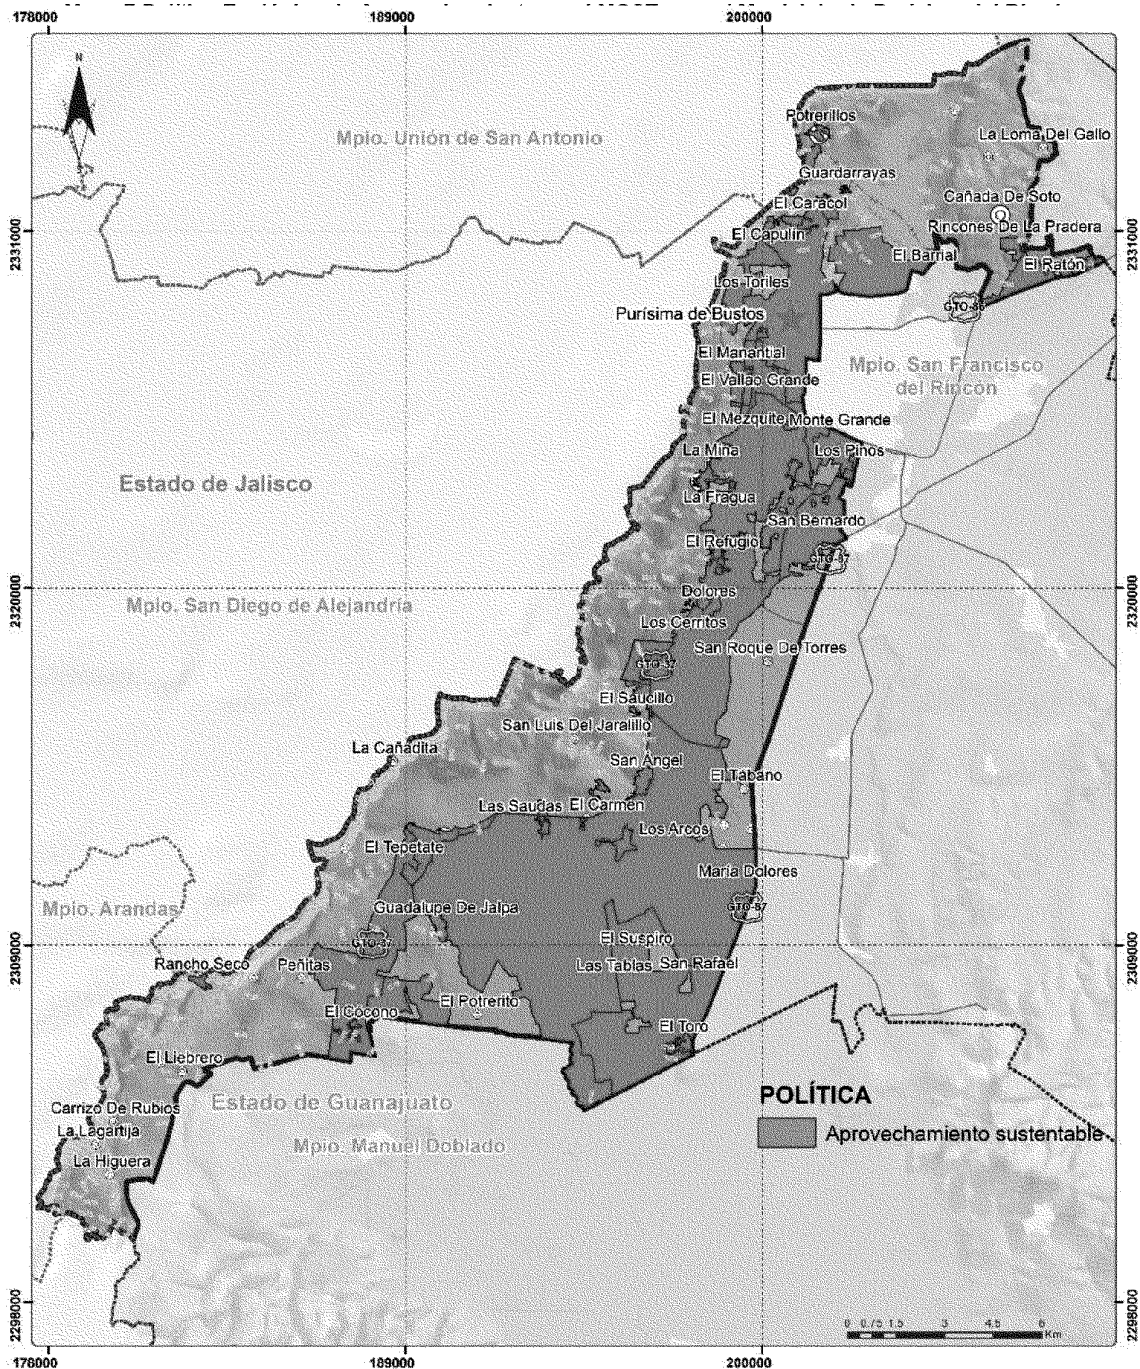 178000
189000
200000
N
Mpio. Unión de San Antonio
Potrerillos
La Loma Del Gallo
Guardarrayas
Cañada De Soto
El Caracol
Rincones De La Pradera
El Capulín
El Barrial
El Ratón
2331000
2331000
Los Toriles
Purísima de Bustos
El Manantial
Mpio. San Francisco
del Rincón
El Vallao Grande
El Mezquite
Monte Grande
La Mina
Los Pinos
Estado de Jalisco
La Fragua
San Bernardo
El Refugio
GTO-87
2320000
2320000
Dolores
Mpio. San Diego de Alejandría
Los Cerritos
San Roque De Torres
GTO-37
El Saucillo
San Luis Del Jaralillo
La Cañadita
San Angel
El Tábano
Las Saudas
El Carmen
Los Arcos
El Tepetate
Maria Dolores
Mpio. Arandas
Guadalupe De Jalpa
GTO-87
GTO-37
El Suspiro
2309000
2309000
Rancho Seco
Peñitas
Las Tablas
San Rafael
El Potrerito
El Cócono
El Toro
El Liebrero
POLÍTICA
Estado de Guanajuato
Carrizo De Rubios
La Lagartija
Aprovechamiento sustentable
Mpio. Manuel Doblado
La Higuera
2298000
2298000
0 0.75 1.5 3 4.5 6
Km
178000
189000
200000